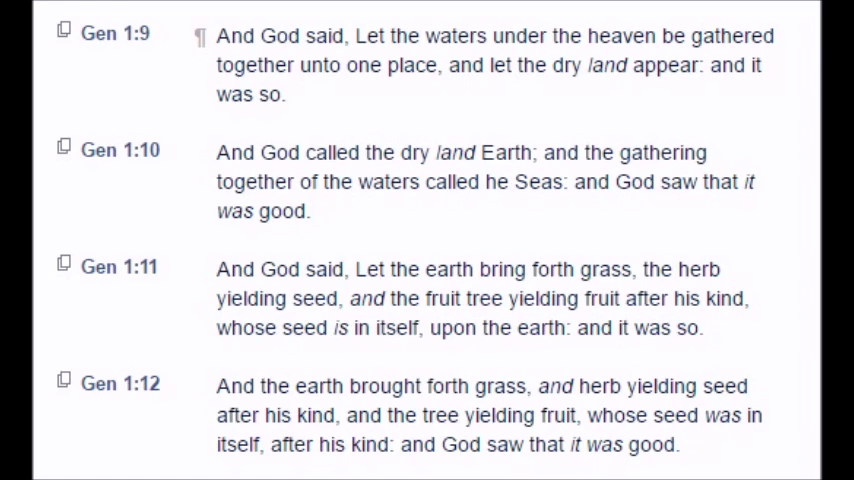 Gen 1:9 ¶ And God said, Let the waters under the heaven be gathered
together unto one place, and let the dry land appear: and it
was so.
Gen 1:10 And God called the dry land Earth; and the gathering
together of the waters called he Seas: and God saw that it
was good.
Gen 1:11 And God said, Let the earth bring forth grass, the herb
yielding seed, and the fruit tree yielding fruit after his kind,
whose seed is in itself, upon the earth: and it was so.
Gen 1:12 And the earth brought forth grass, and herb yielding seed
after his kind, and the tree yielding fruit, whose seed was in
itself, after his kind: and God saw that it was good.